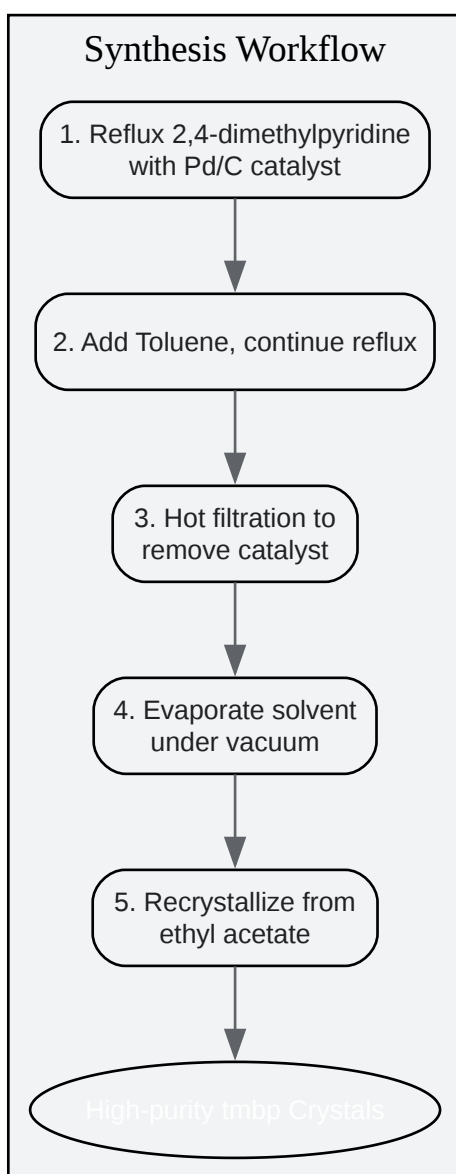 Synthesis Workflow
1. Reflux 2,4-dimethylpyridine
with Pd/C catalyst
2. Add Toluene, continue reflux
3. Hot filtration to
remove catalyst
4. Evaporate solvent
under vacuum
5. Recrystallize from
ethyl acetate
High-purity tmbp Crystals